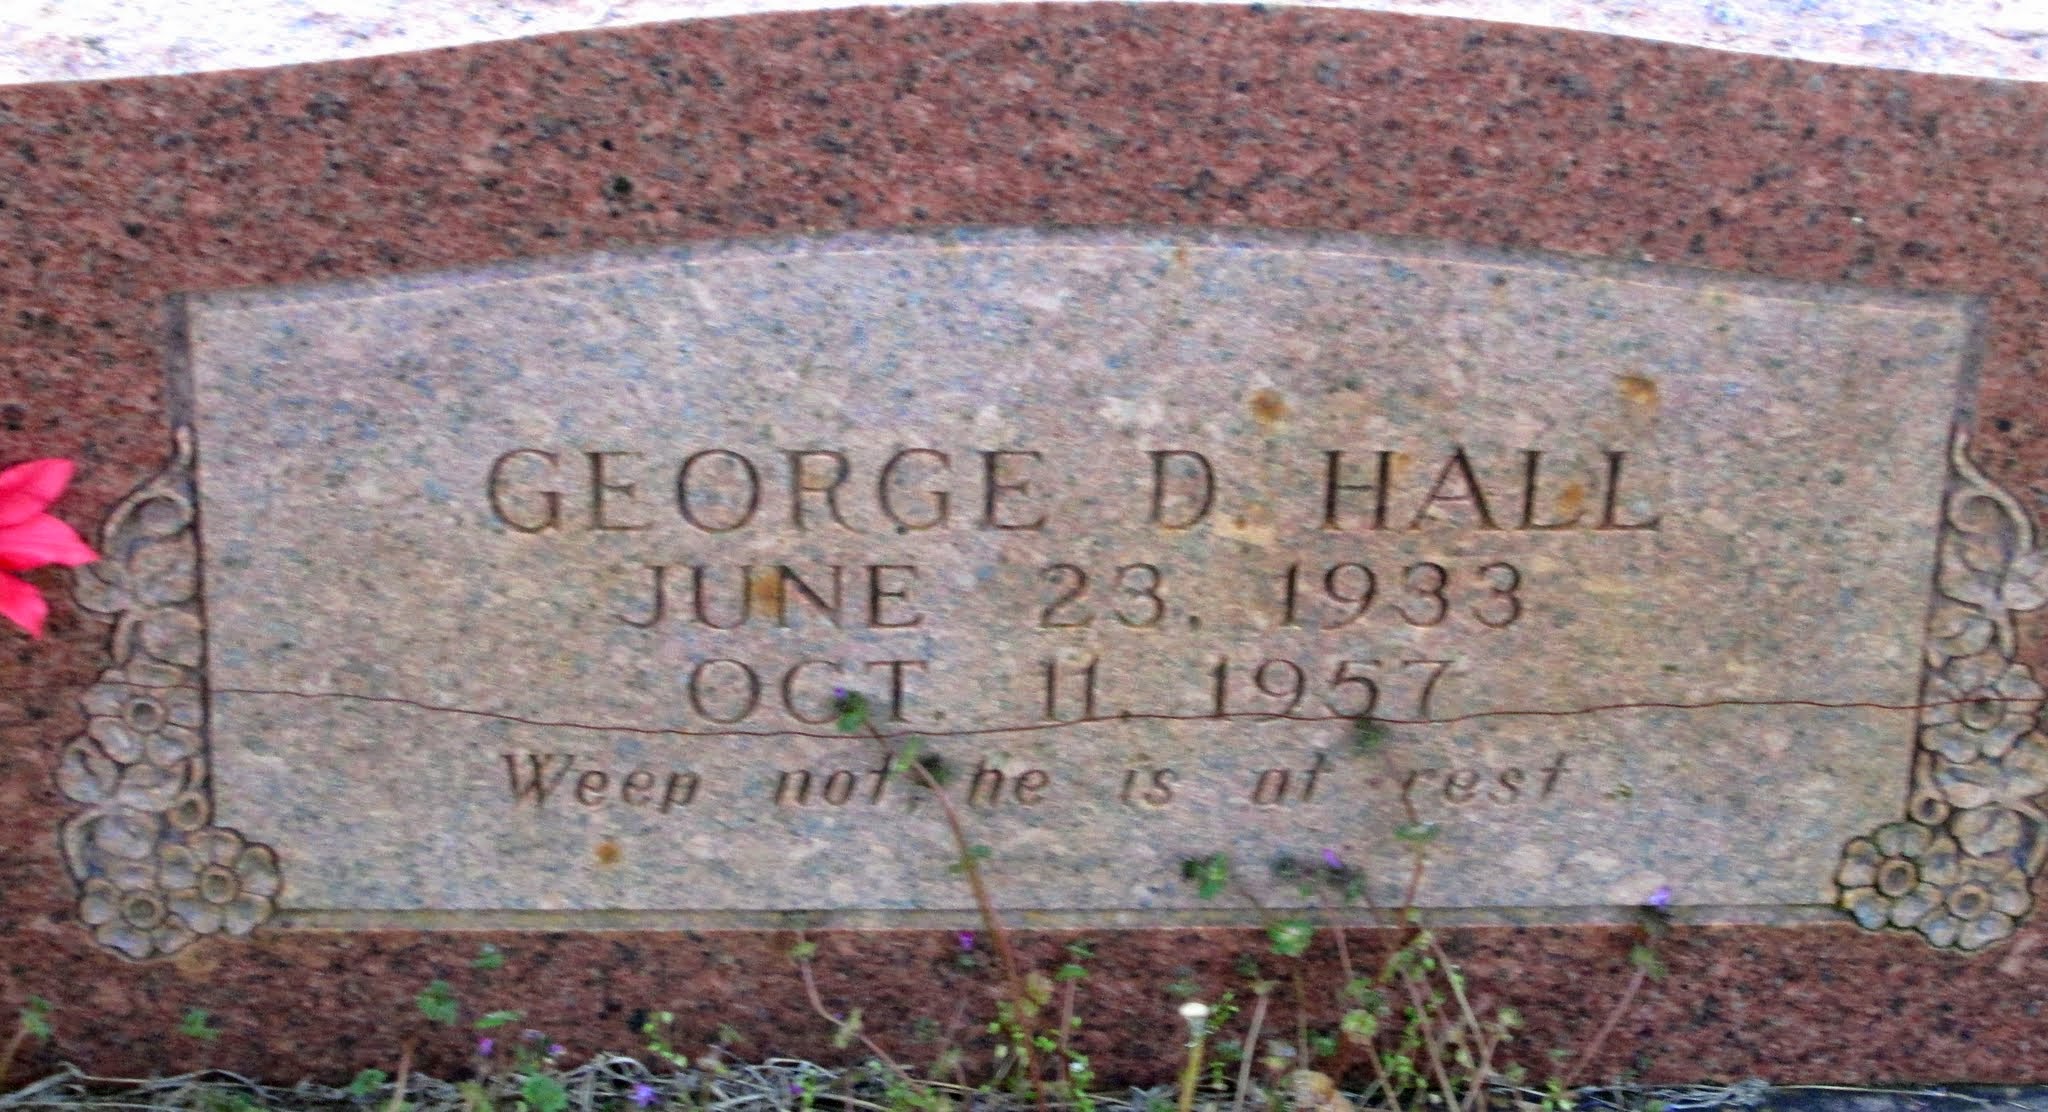 GEORGE D. HALL
JUNE 23, 1933
OCT. 11, 1957
Weep not, he is at rest.